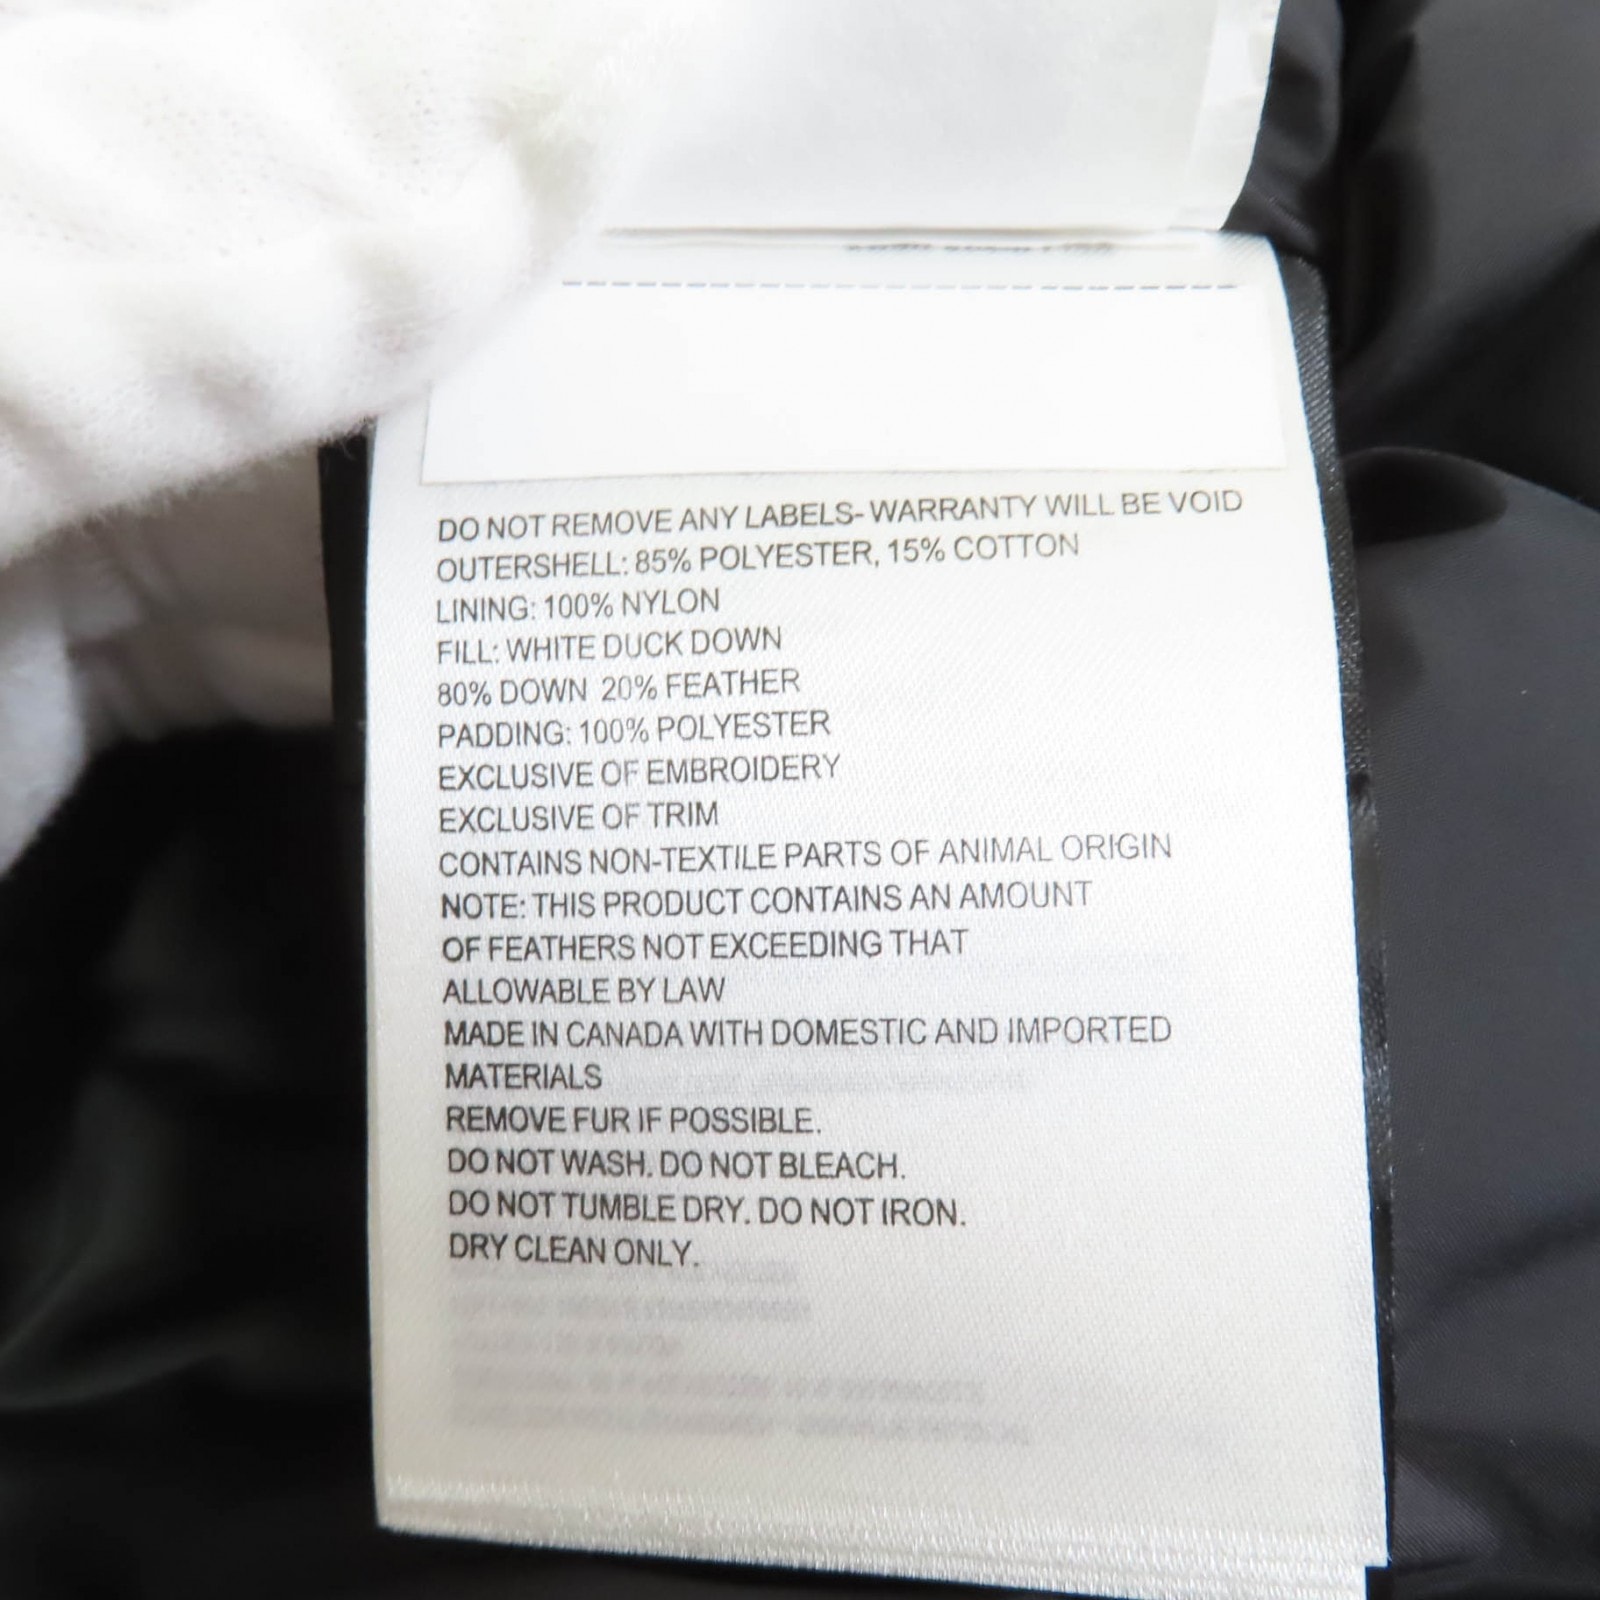 DO NOT REMOVE ANY LABELS- WARRANTY WILL BE VOID
OUTERSHELL: 85% POLYESTER, 15% COTTON
LINING: 100% NYLON
FILL: WHITE DUCK DOWN
80% DOWN 20% FEATHER
PADDING: 100% POLYESTER
EXCLUSIVE OF EMBROIDERY
EXCLUSIVE OF TRIM
CONTAINS NON-TEXTILE PARTS OF ANIMAL ORIGIN
NOTE: THIS PRODUCT CONTAINS AN AMOUNT
OF FEATHERS NOT EXCEEDING THAT
ALLOWABLE BY LAW
MADE IN CANADA WITH DOMESTIC AND IMPORTED
MATERIALS
REMOVE FUR IF POSSIBLE.
DO NOT WASH. DO NOT BLEACH.
DO NOT TUMBLE DRY. DO NOT IRON.
DRY CLEAN ONLY.